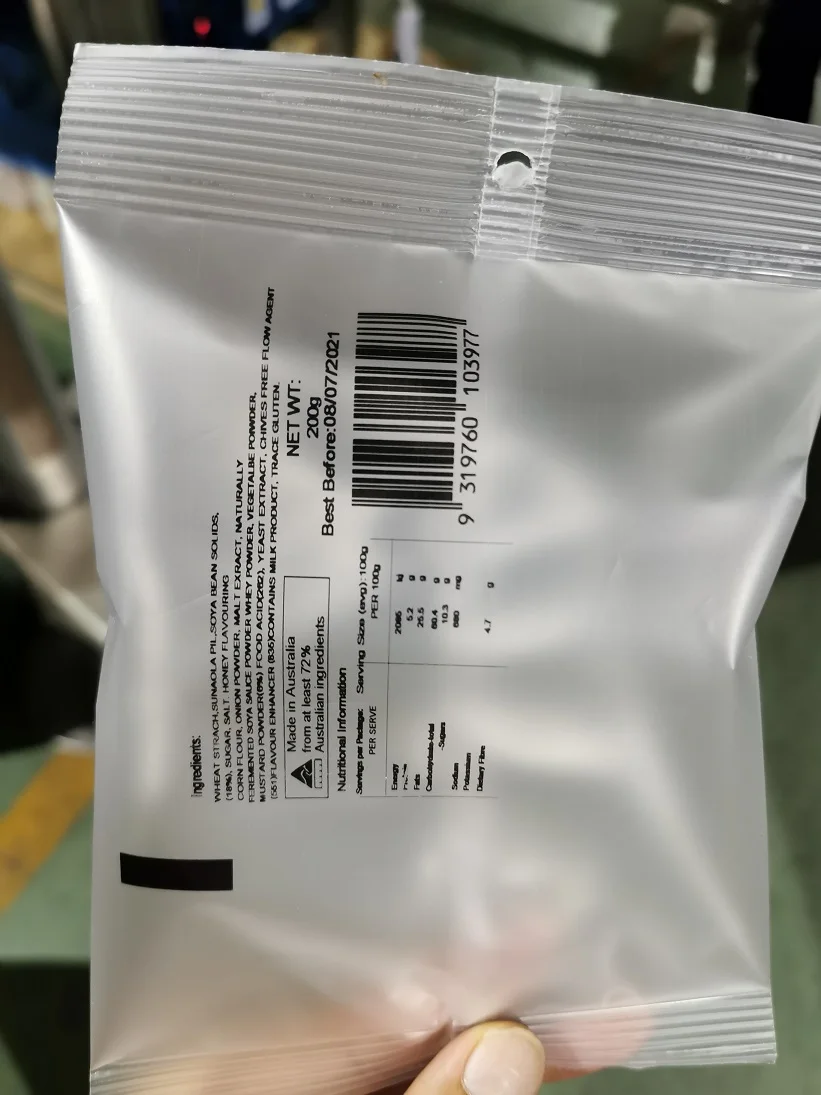 Ingredients:
WHEAT STRACH,SUNAOLA PIL,SOYA BEAN SOLIDS,
(18%), SUGAR, SALT, HONEY FLAVOURING
CORN FLOUR, ONION POWDER, MALT EXRACT, NATURALLY
FEREMENTED SOYA SAUCE POWDER WHEY POWDER, VEGETALBE POWDER,
MUSTARD POWDER(6%) FOOD ACID(262), YEAST EXTRACT, CHIVES FREE FLOW AGENT
(551)FLAVOUR ENHANCER (635)CONTAINS MILK PRODUCT, TRACE GLUTEN.
Made in Australia
from at least 72%
Australian ingredients
NET WT:
200g
Best Before:08/07/2021
Nutritional Information
Servings per Package: Serving Size (avg):100g
PER SERVE PER 100g
Energy 2085 kj
5.2 g
Fats 25.5 g
Carbohydrate-total 60.4 g
-Sugars 10.3 g
Sodium 680 mg
Potassium
Dietary Fibre 4.7 g
9 319760 103977